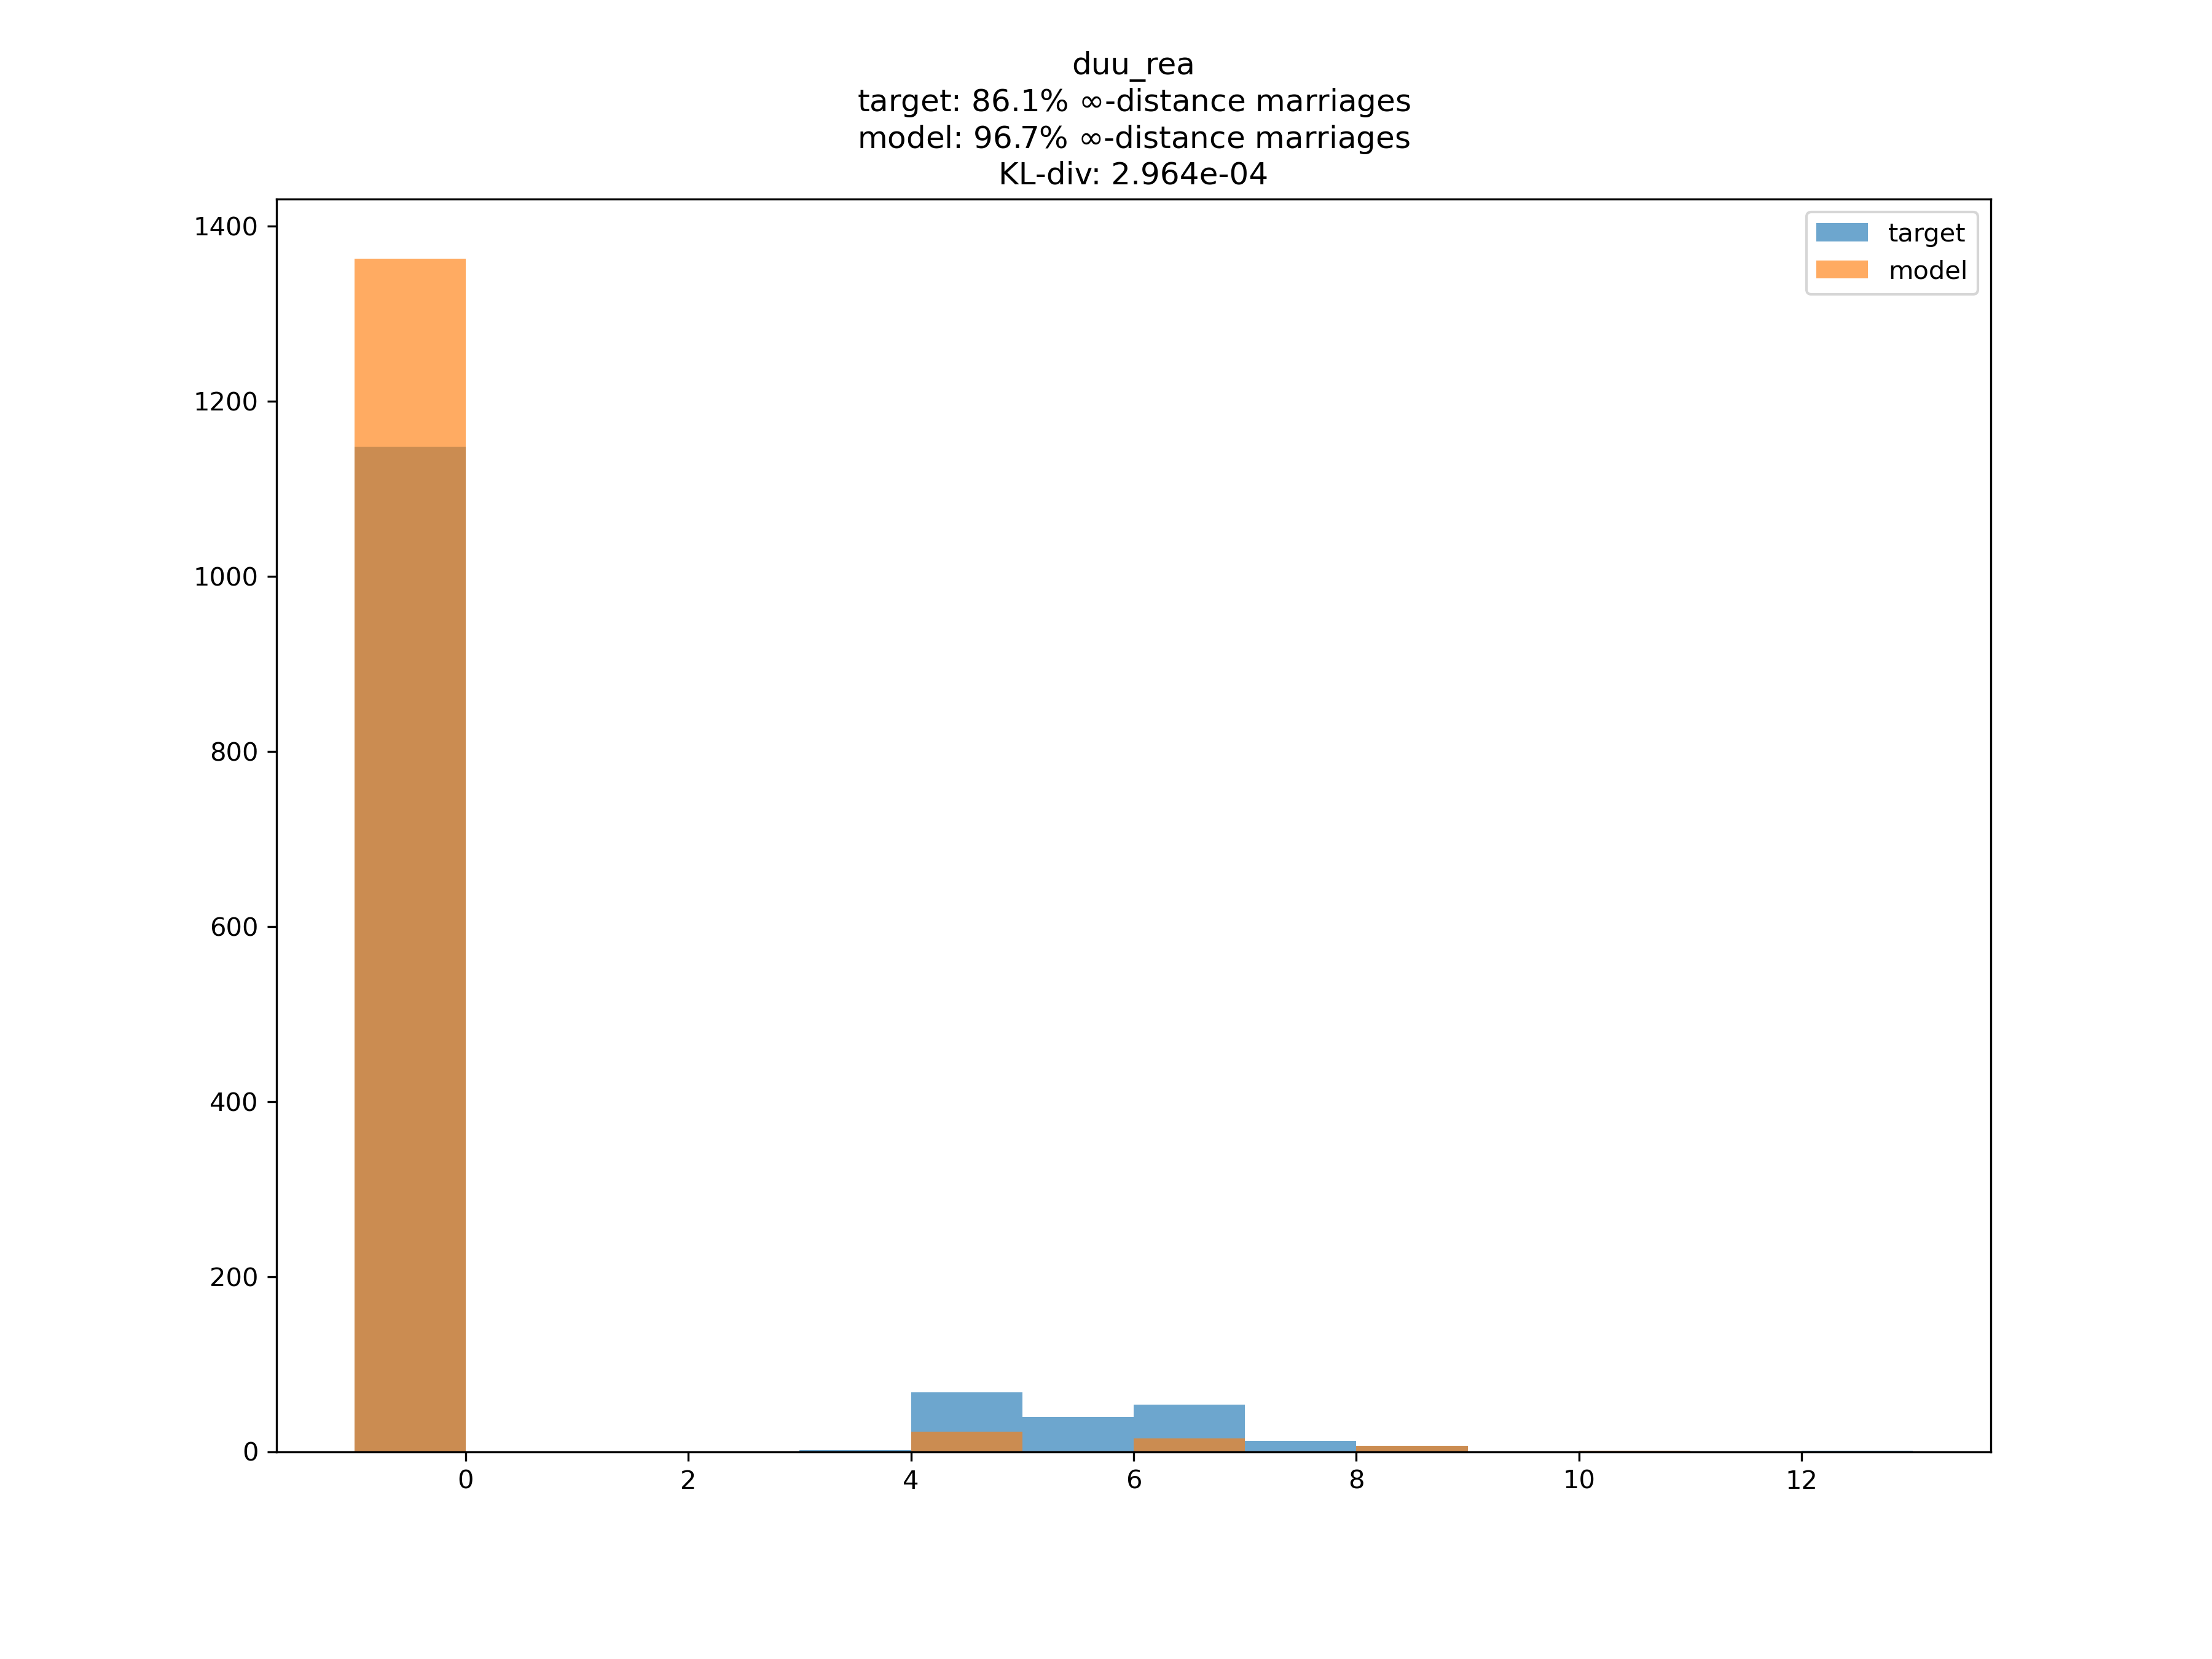 duu_rea
target: 86.1% ∞-distance marriages
model: 96.7% ∞-distance marriages
KL-div: 2.964e-04
target
model
1400
1200
1000
800
600
400
200
0
0 2 4 6 8 10 12